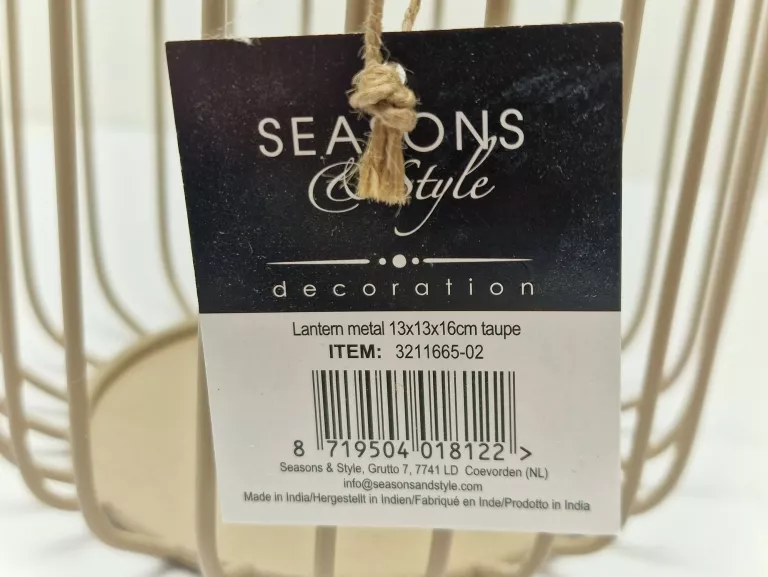 SEASONS
& Style
decoration
Lantern metal 13x13x16cm taupe
ITEM: 3211665-02
8 719504 018122 >
Seasons & Style, Grutto 7, 7741 LD Coevorden (NL)
info@seasonsandstyle.com
Made in India/Hergestellt in Indien/Fabriqué en Inde/Prodotto in India